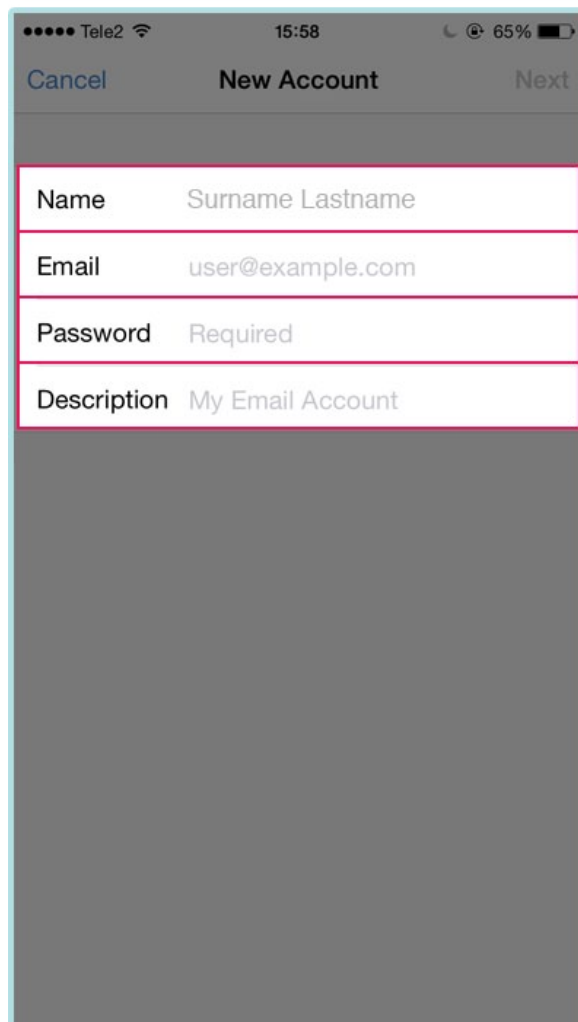 Tele2 15:58 65%
Cancel New Account Next
Name Surname Lastname
Email user@example.com
Password Required
Description My Email Account